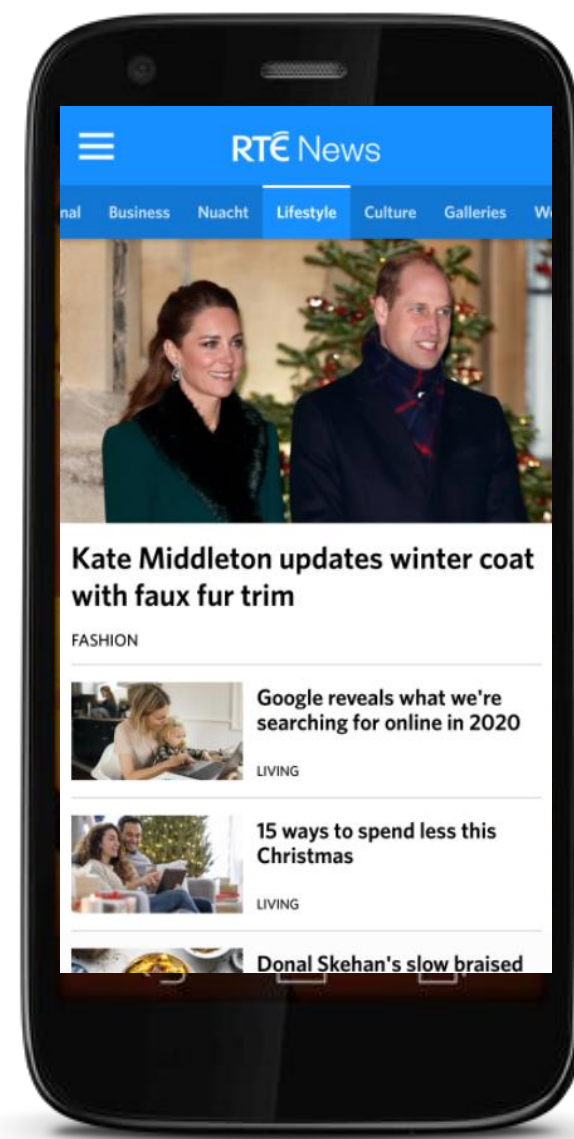 RTÉ News
nal Business Nuacht Lifestyle Culture Galleries W
Kate Middleton updates winter coat
with faux fur trim
FASHION
Google reveals what we're
searching for online in 2020
LIVING
15 ways to spend less this
Christmas
LIVING
Donal Skehan's slow braised